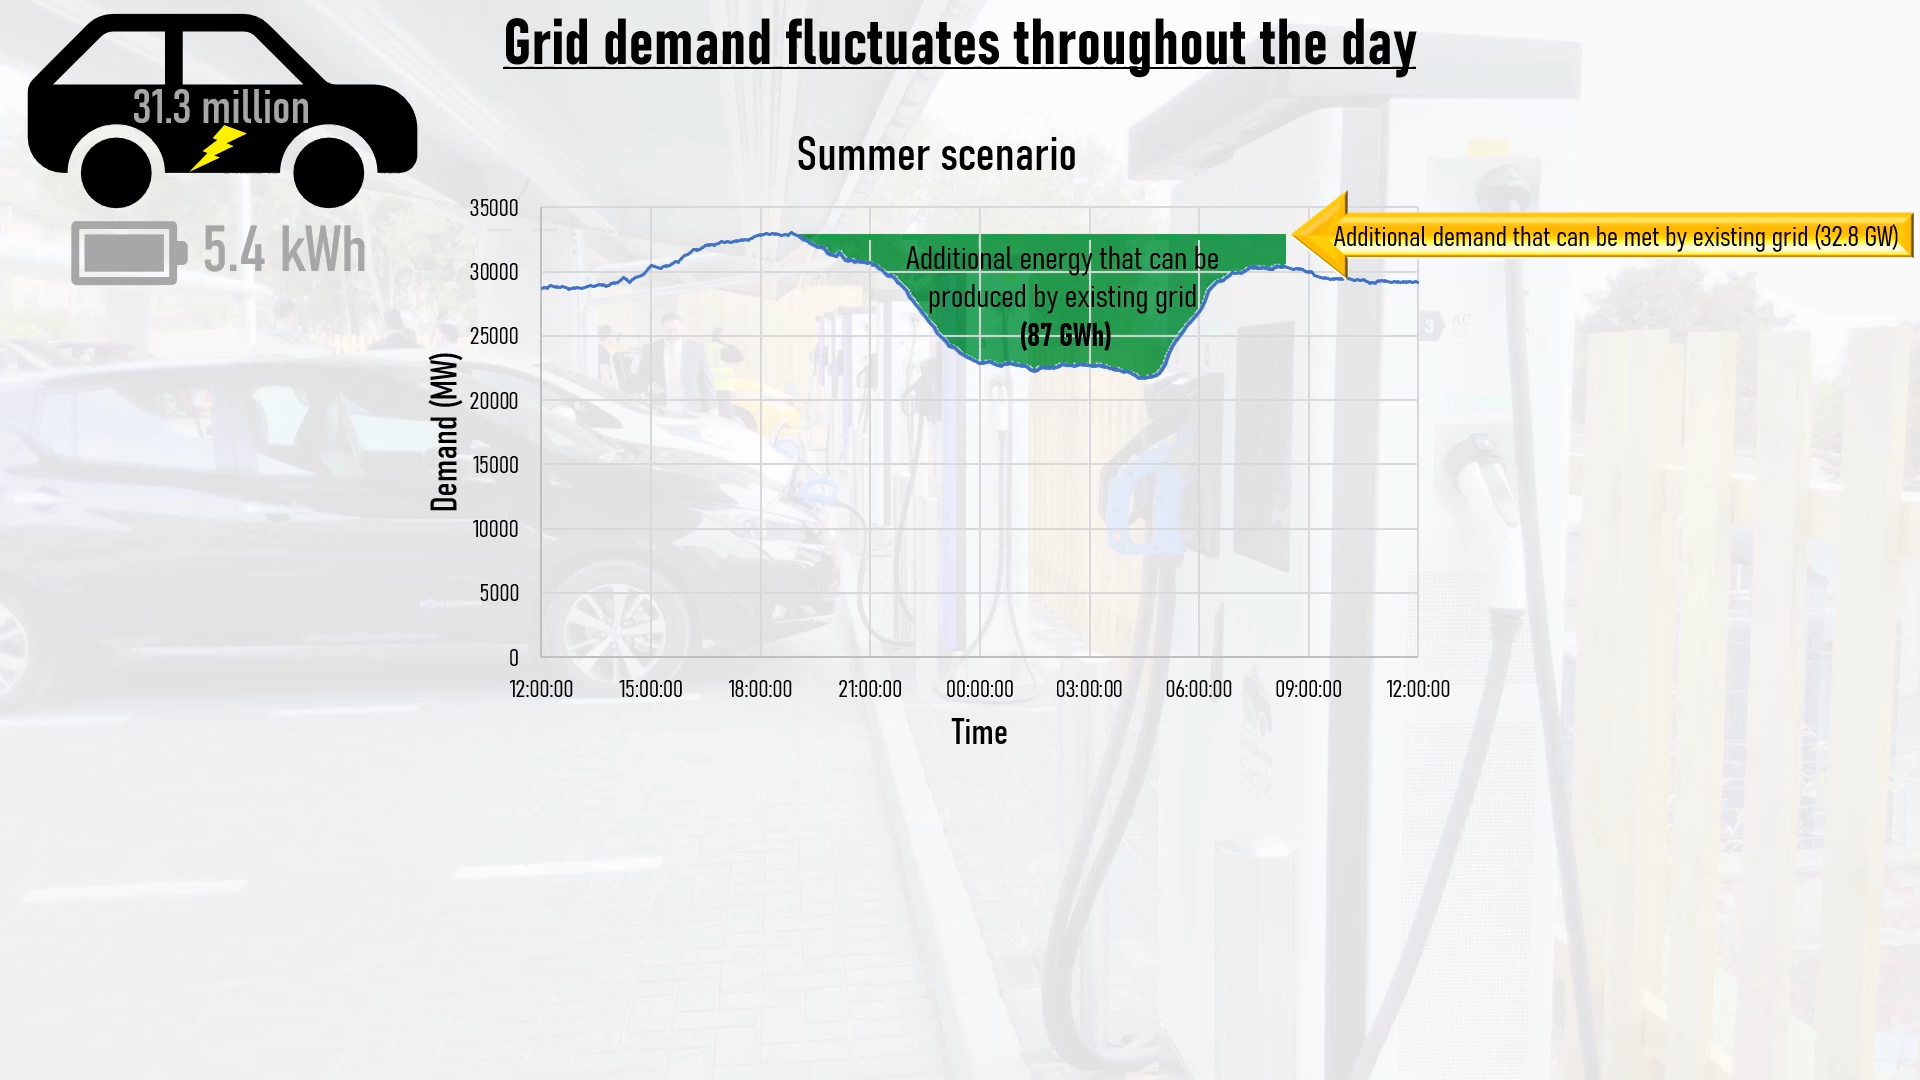 Grid demand fluctuates throughout the day
31.3 million
5.4 kWh
Summer scenario
35000
30000
25000
20000
15000
10000
5000
0
Demand (MW)
Additional energy that can be
produced by existing grid
(87 GWh)
Additional demand that can be met by existing grid (32.8 GW)
3
AC
12:00:00
15:00:00
18:00:00
21:00:00
00:00:00
03:00:00
06:00:00
09:00:00
12:00:00
Time